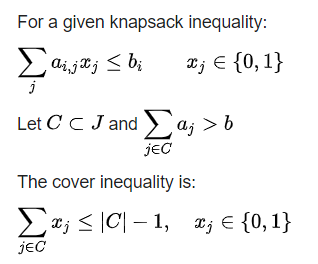 For a given knapsack inequality:
∑_j a_{i,j}x_j ≤ b_i    x_j ∈ {0, 1}
Let C ⊂ J and ∑_{j∈C} a_j > b
The cover inequality is:
∑_{j∈C} x_j ≤ |C| − 1,  x_j ∈ {0, 1}